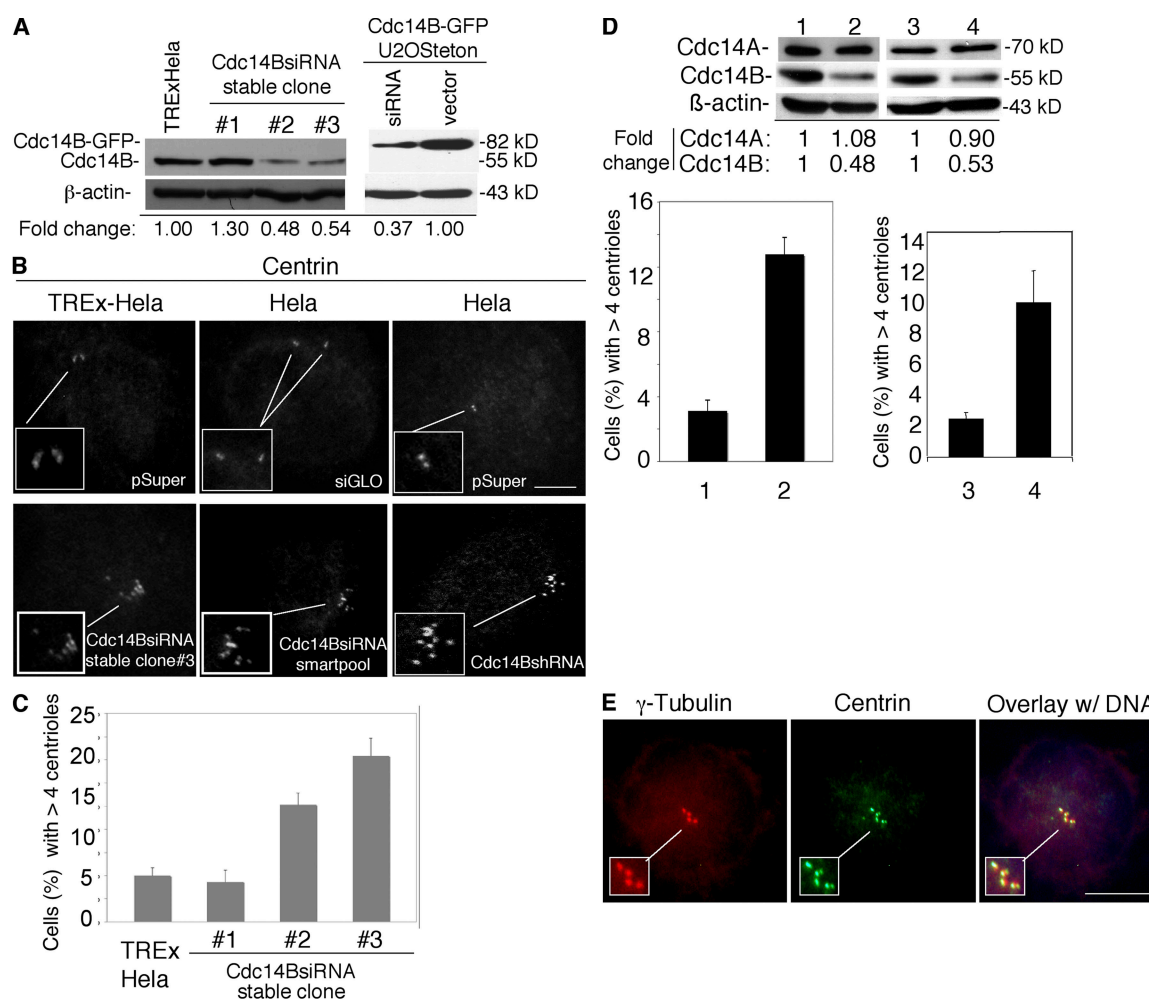 A
TRExHela
Cdc14BsiRNA
stable clone
#1 #2 #3
Cdc14B-GFP
U2OSteton
siRNA
vector
Cdc14B-GFP-
Cdc14B-
-82 kD
-55 kD
β-actin-
-43 kD
Fold change: 1.00 1.30 0.48 0.54 0.37 1.00
B
Centrin
TREx-Hela Hela Hela
pSuper siGLO pSuper
Cdc14BsiRNA
stable clone#3
Cdc14BsiRNA
smartpool
Cdc14BshRNA
C
Cells (%) with > 4 centrioles
25
20
15
10
5
0
TREx
Hela
#1 #2 #3
Cdc14BsiRNA
stable clone
D
1 2 3 4
Cdc14A- -70 kD
Cdc14B- -55 kD
ß-actin- -43 kD
Fold
change
Cdc14A: 1 1.08 1 0.90
Cdc14B: 1 0.48 1 0.53
Cells (%) with > 4 centrioles
16
12
8
4
0
1 2
Cells (%) with > 4 centrioles
14
12
10
8
6
4
2
0
3 4
E
γ-Tubulin Centrin Overlay w/ DNA